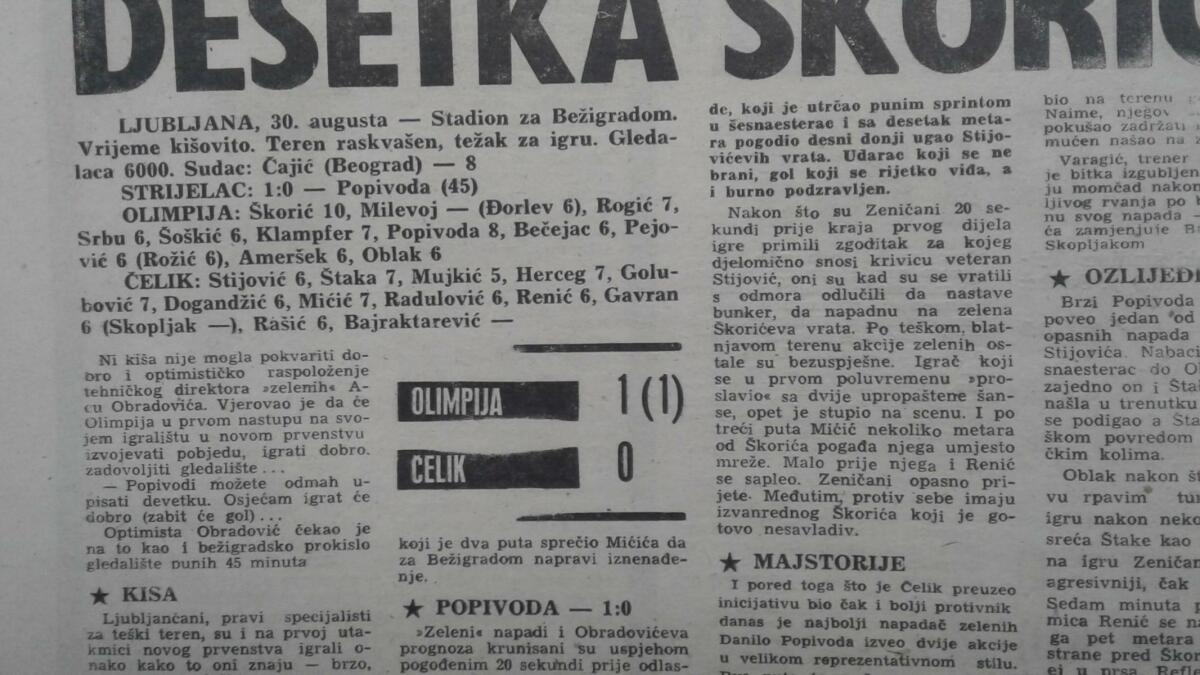 DESETKA ŠKORIĆ
LJUBLJANA, 30. augusta — Stadion za Bežigradom.
Vrijeme kišovito. Teren raskvašen, težak za igru. Gleda-
laca 6000. Sudac: Čajić (Beograd) — 8
STRIJELAC: 1:0 — Popivoda (45)
OLIMPIJA: Škorić 10, Milevoj — (Đorlev 6), Rogić 7,
Srbu 6, Šoškić 6, Klampfer 7, Popivoda 8, Bečejac 6, Pejo-
vić 6 (Rožić 6), Ameršek 6, Oblak 6
ČELIK: Stijović 6, Štaka 7, Mujkić 5, Herceg 7, Golu-
bović 7, Dogandžić 6, Mićić 7, Radulović 6, Renić 6, Gavran
6 (Skopljak —), Rašić 6, Bajraktarević —
Ni kiša nije mogla pokvariti do-
bro i optimističko raspoloženje
tehničkog direktora »zelenih« A-
cu Obradovića. Vjerovao je da će
Olimpija u prvom nastupu na svo-
jem igralištu u novom prvenstvu
izvojevati pobjedu, igrati dobro.
zadovoljiti gledalište ...
— Popivodi možete odmah u-
pisati devetku. Osjećam igrat će
dobro (zabit će gol) ...
Optimista Obradović čekao je
na to kao i bežigradsko prokislo
gledalište punih 45 minuta
★ KIŠA
Ljubljančani, pravi specijalisti
za teški teren, su i na prvoj uta-
kmici novog prvenstva igrali o-
nako kako to oni znaju — brzo,
OLIMPIJA 1 (1)
ČELIK 0
koji je dva puta sprečio Mićića da
za Bežigradom napravi iznenađe-
nje.
★ POPIVODA — 1:0
»Zeleni« napadi i Obradovićeva
prognoza krunisani su uspjehom
pogođenim 20 sekundi prije odlas-
de, koji je utrčao punim sprintom
u šesnaesterac i sa desetak meta-
ra pogodio desni donji ugao Stijo-
vićevih vrata. Udarac koji se ne
brani, gol koji se rijetko viđa, a
i burno podzravljen.
Nakon što su Zeničani 20 se-
kundi prije kraja prvog dijela
igre primili zgoditak za kojeg
djelomično snosi krivicu veteran
Stijović, oni su kad su se vratili
s odmora odlučili da nastave
bunker, da napadnu na zelena
Škorićeva vrata. Po teškom, blat-
njavom terenu akcije zelenih os-
tale su bezuspješne. Igrač koji
se u prvom poluvremenu »pro-
slavio« sa dvije upropaštene šan-
se, opet je stupio na scenu. I po
treći puta Mićić nekoliko metara
od Škorića pogađa njega umjesto
mreže. Malo prije njega i Renić
se sapleo. Zeničani opasno pri-
jete. Međutim, protiv sebe imaju
izvanrednog Škorića koji je go-
tovo nesavladiv.
★ MAJSTORIJE
I pored toga što je Čelik preuzeo
inicijativu bio čak i bolji protivnik
danas je najbolji napadač zelenih
Danilo Popivoda izveo dvije akcije
u velikom reprezentativnom stilu.
bio na terenu
Naime, njegov
pokušao zadržati
mučen našao na
Varagić, trener
je bitka izgubljen
ju momčad nakon
ljivog rvanja po
nu svog napada —
ća zamjenjuje
Skopljakom
★ OZLIJEĐE
Brzi Popivoda
poveo jedan od
opasnih napada
Stijovića. Nabaci
snaesterac do O
zajedno on i Šta
našla u trenutku
se podigao a Šta
škom povredom
čkim kolima.
Oblak nakon št
vu rpavim tur
igru nakon neko
sreća Štake kao
na igru Zeničan
agresivniji, čak
Sedam minuta p
mica Renić se na
ga pet metara
strane pred Škor
ej u prsa. Refle